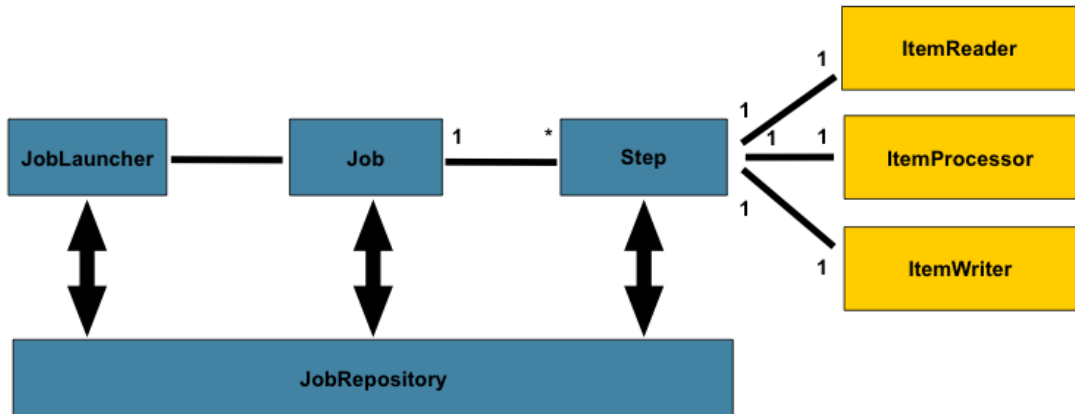 ItemReader
1
1
JobLauncher
Job
1
*
Step
1
1
ItemProcessor
1
1
ItemWriter
JobRepository